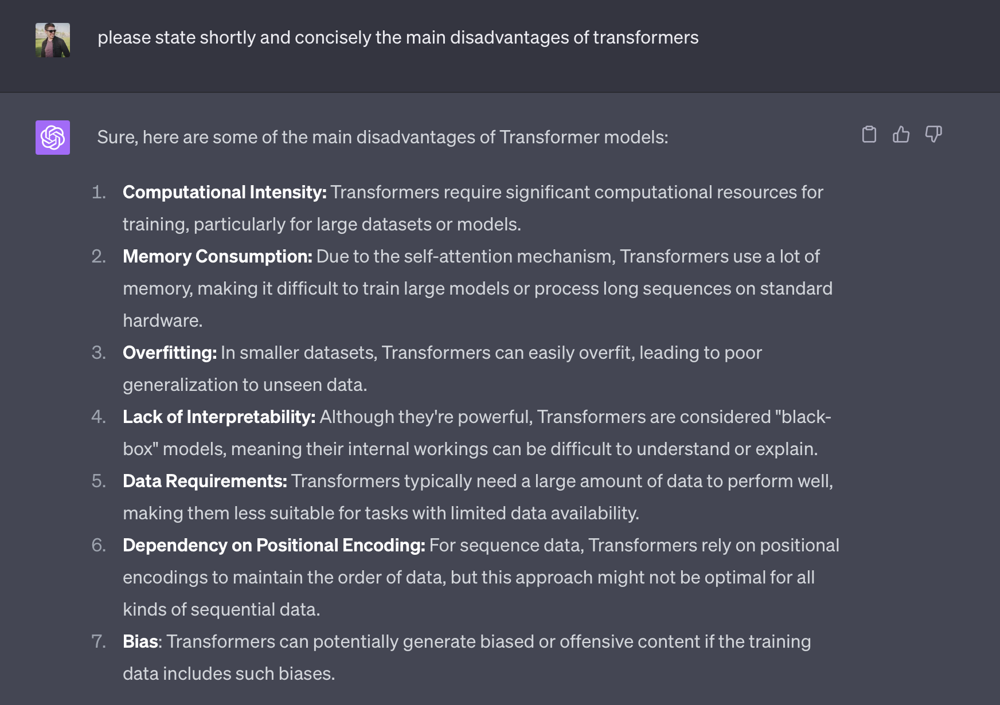 please state shortly and concisely the main disadvantages of transformers
Sure, here are some of the main disadvantages of Transformer models:
1. Computational Intensity: Transformers require significant computational resources for
training, particularly for large datasets or models.
2. Memory Consumption: Due to the self-attention mechanism, Transformers use a lot of
memory, making it difficult to train large models or process long sequences on standard
hardware.
3. Overfitting: In smaller datasets, Transformers can easily overfit, leading to poor
generalization to unseen data.
4. Lack of Interpretability: Although they're powerful, Transformers are considered "black-
box" models, meaning their internal workings can be difficult to understand or explain.
5. Data Requirements: Transformers typically need a large amount of data to perform well,
making them less suitable for tasks with limited data availability.
6. Dependency on Positional Encoding: For sequence data, Transformers rely on positional
encodings to maintain the order of data, but this approach might not be optimal for all
kinds of sequential data.
7. Bias: Transformers can potentially generate biased or offensive content if the training
data includes such biases.